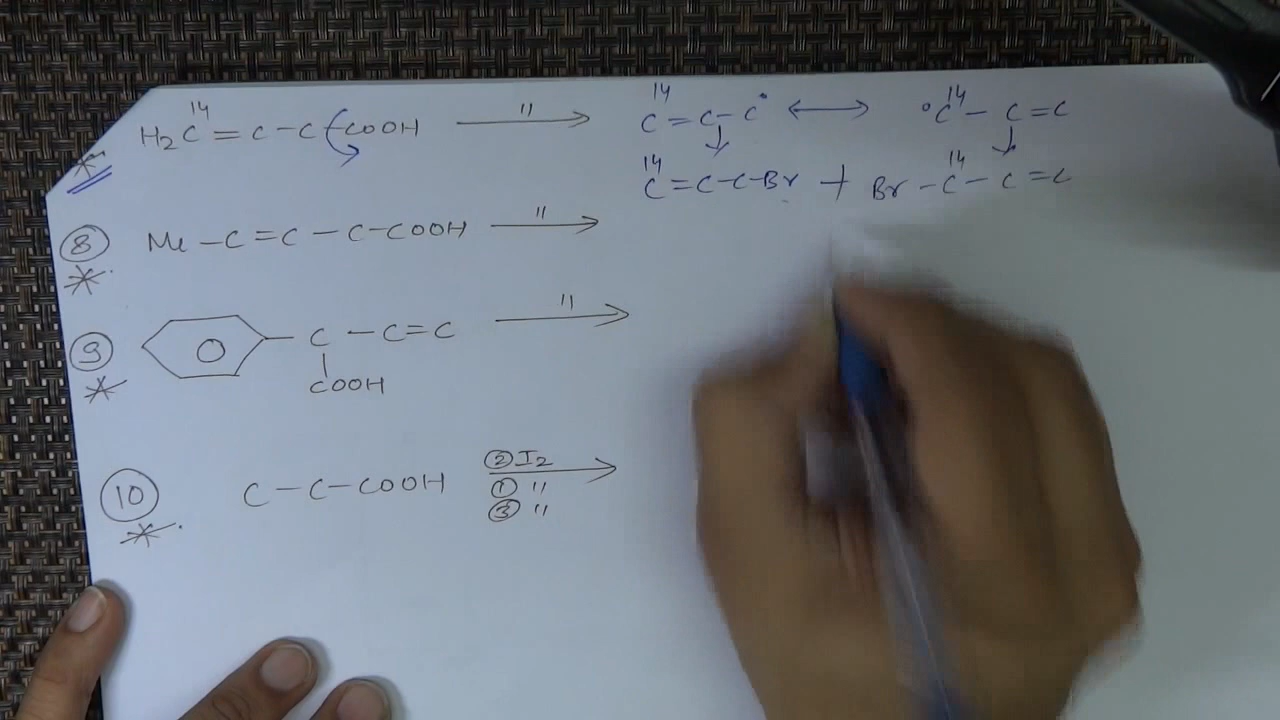 H₂C¹⁴ = C – C – COOH —"→ C¹⁴ = C – C• ↔ •C¹⁴ – C = C
C¹⁴ = C – C – Br + Br – C¹⁴ – C = C
*
⑧ Me – C = C – C – COOH —"→
*
⑨ – C – C = C —"→
COOH
*
⑩ C – C – COOH ② I₂ →
① "
③ "
*